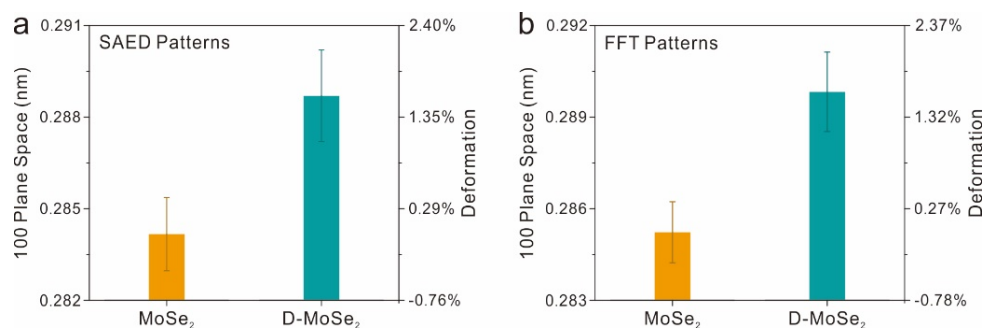 a
SAED Patterns
100 Plane Space (nm)
0.291
0.288
0.285
0.282
2.40%
1.35%
0.29%
-0.76%
Deformation
MoSe₂
D-MoSe₂
b
FFT Patterns
100 Plane Space (nm)
0.292
0.289
0.286
0.283
2.37%
1.32%
0.27%
-0.78%
Deformation
MoSe₂
D-MoSe₂